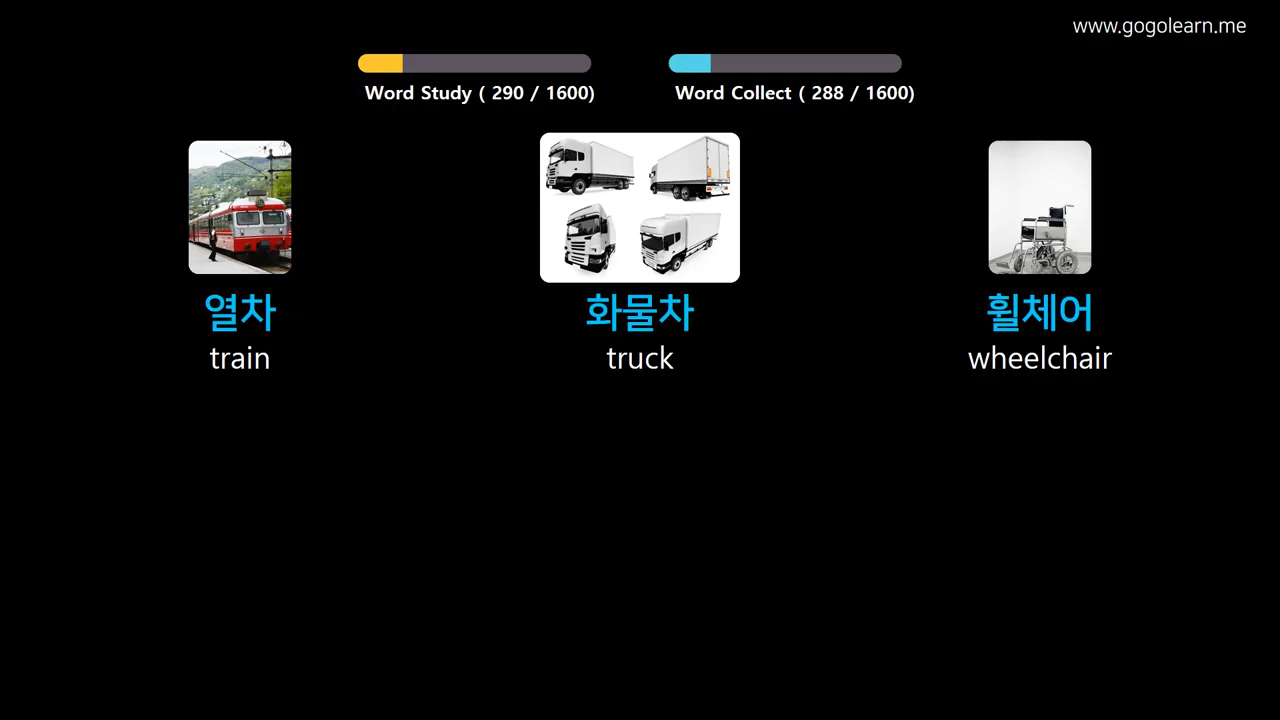 www.gogolearn.me
Word Study ( 290 / 1600)
Word Collect ( 288 / 1600)
열차
train
화물차
truck
휠체어
wheelchair